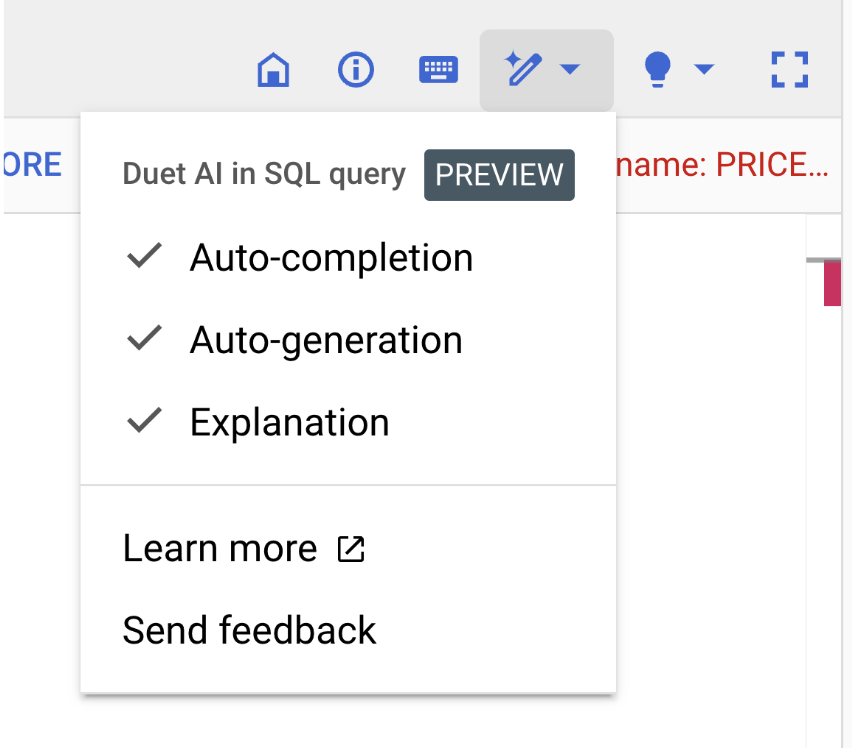 ORE
name: PRICE...
Duet AI in SQL query PREVIEW
Auto-completion
Auto-generation
Explanation
Learn more
Send feedback